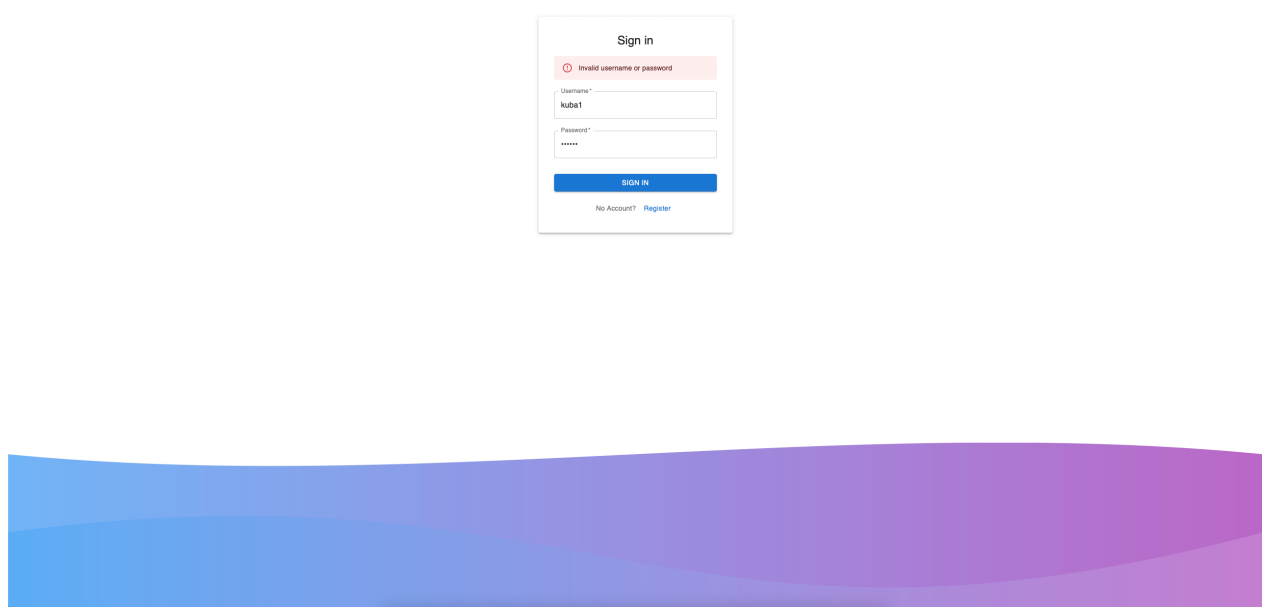 Sign in
Invalid username or password
Username *
kuba1
Password *
••••••
SIGN IN
No Account? Register